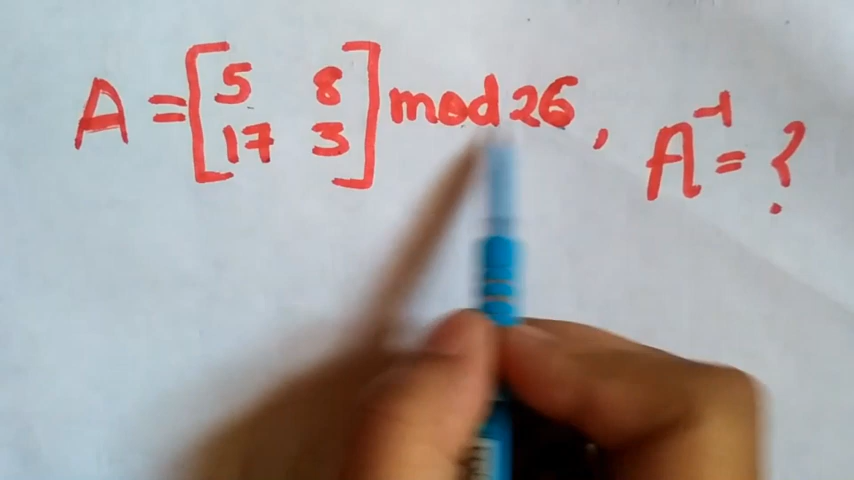 A = [5 8
17 3] mod 26, A⁻¹ = ?